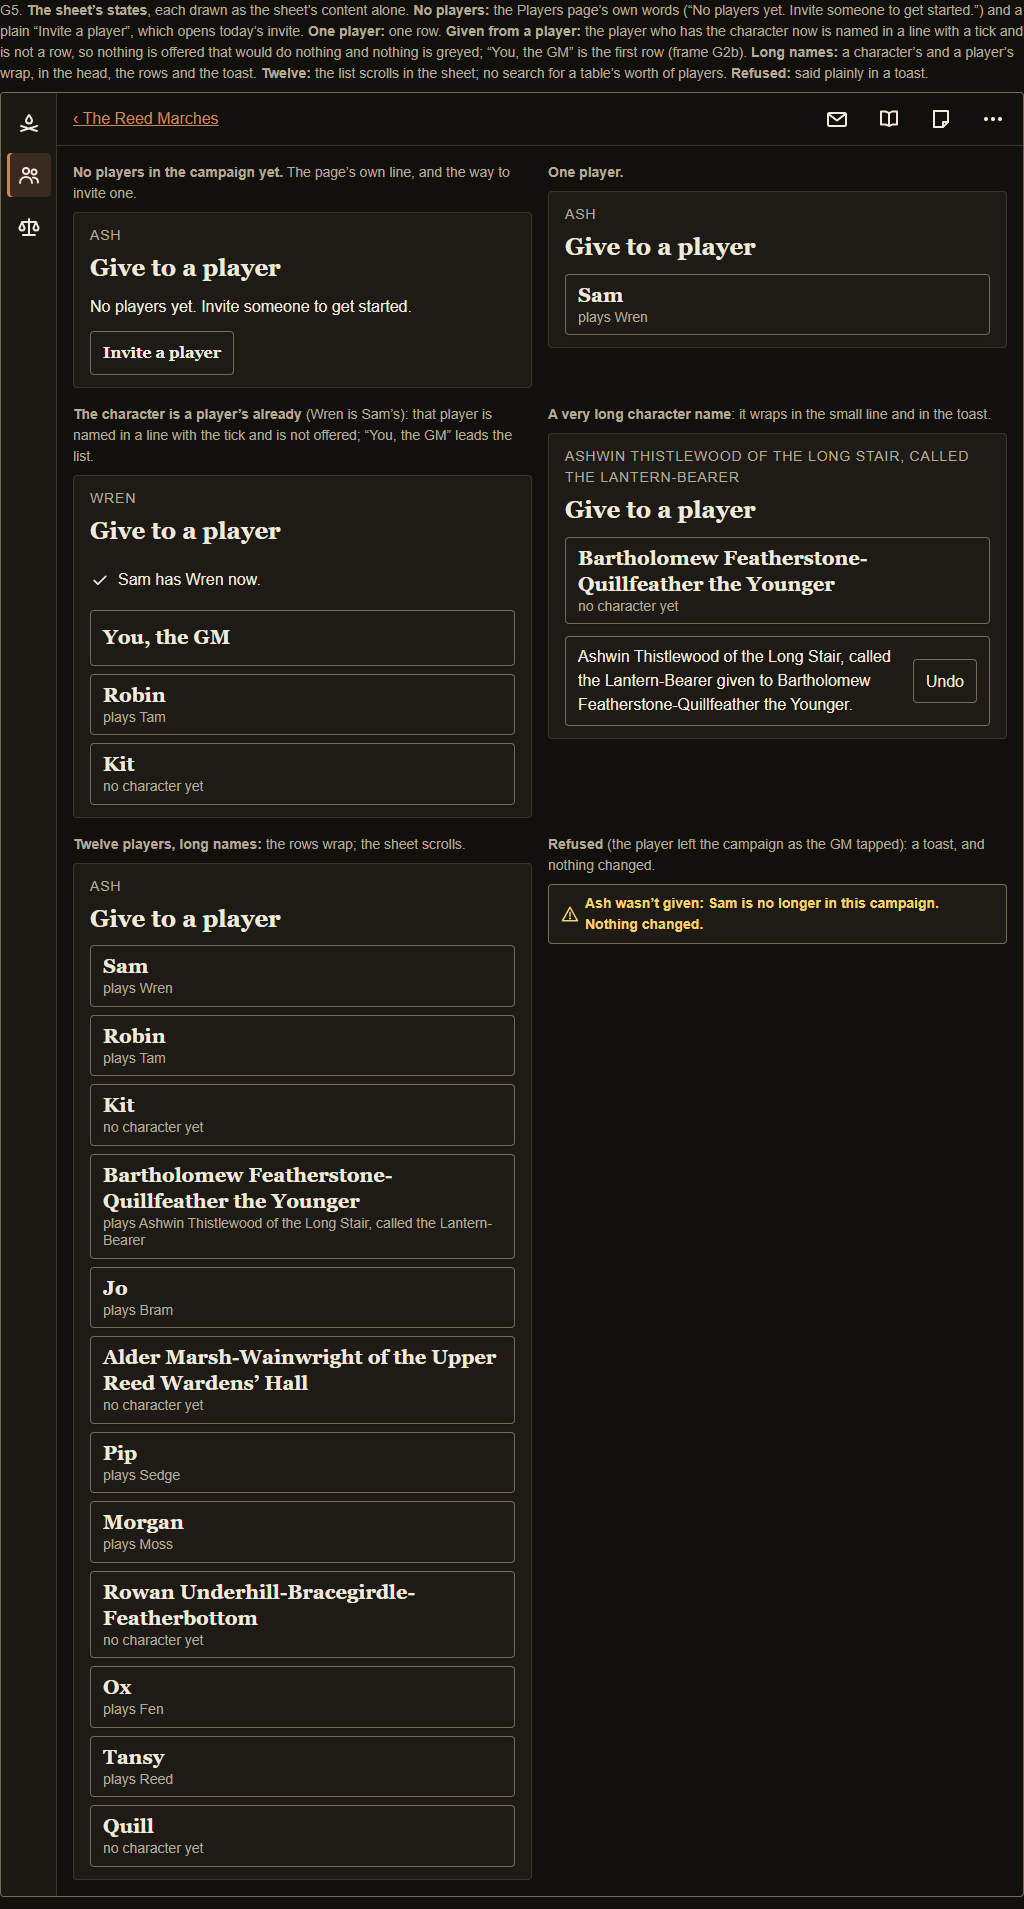 G5. The sheet’s states, each drawn as the sheet’s content alone. No players: the Players page’s own words (“No players yet. Invite someone to get started.”) and a
plain “Invite a player”, which opens today’s invite. One player: one row. Given from a player: the player who has the character now is named in a line with a tick and
is not a row, so nothing is offered that would do nothing and nothing is greyed; “You, the GM” is the first row (frame G2b). Long names: a character’s and a player’s
wrap, in the head, the rows and the toast. Twelve: the list scrolls in the sheet; no search for a table’s worth of players. Refused: said plainly in a toast.
‹ The Reed Marches
No players in the campaign yet. The page’s own line, and the way to
invite one.
ASH
Give to a player
No players yet. Invite someone to get started.
Invite a player
One player.
ASH
Give to a player
Sam
plays Wren
The character is a player’s already (Wren is Sam’s): that player is
named in a line with the tick and is not offered; “You, the GM” leads the
list.
WREN
Give to a player
Sam has Wren now.
You, the GM
Robin
plays Tam
Kit
no character yet
A very long character name: it wraps in the small line and in the toast.
ASHWIN THISTLEWOOD OF THE LONG STAIR, CALLED
THE LANTERN-BEARER
Give to a player
Bartholomew Featherstone-
Quillfeather the Younger
no character yet
Ashwin Thistlewood of the Long Stair, called
the Lantern-Bearer given to Bartholomew
Featherstone-Quillfeather the Younger.
Undo
Twelve players, long names: the rows wrap; the sheet scrolls.
ASH
Give to a player
Sam
plays Wren
Robin
plays Tam
Kit
no character yet
Bartholomew Featherstone-
Quillfeather the Younger
plays Ashwin Thistlewood of the Long Stair, called the Lantern-
Bearer
Jo
plays Bram
Alder Marsh-Wainwright of the Upper
Reed Wardens’ Hall
no character yet
Pip
plays Sedge
Morgan
plays Moss
Rowan Underhill-Bracegirdle-
Featherbottom
no character yet
Ox
plays Fen
Tansy
plays Reed
Quill
no character yet
Refused (the player left the campaign as the GM tapped): a toast, and
nothing changed.
Ash wasn’t given: Sam is no longer in this campaign.
Nothing changed.